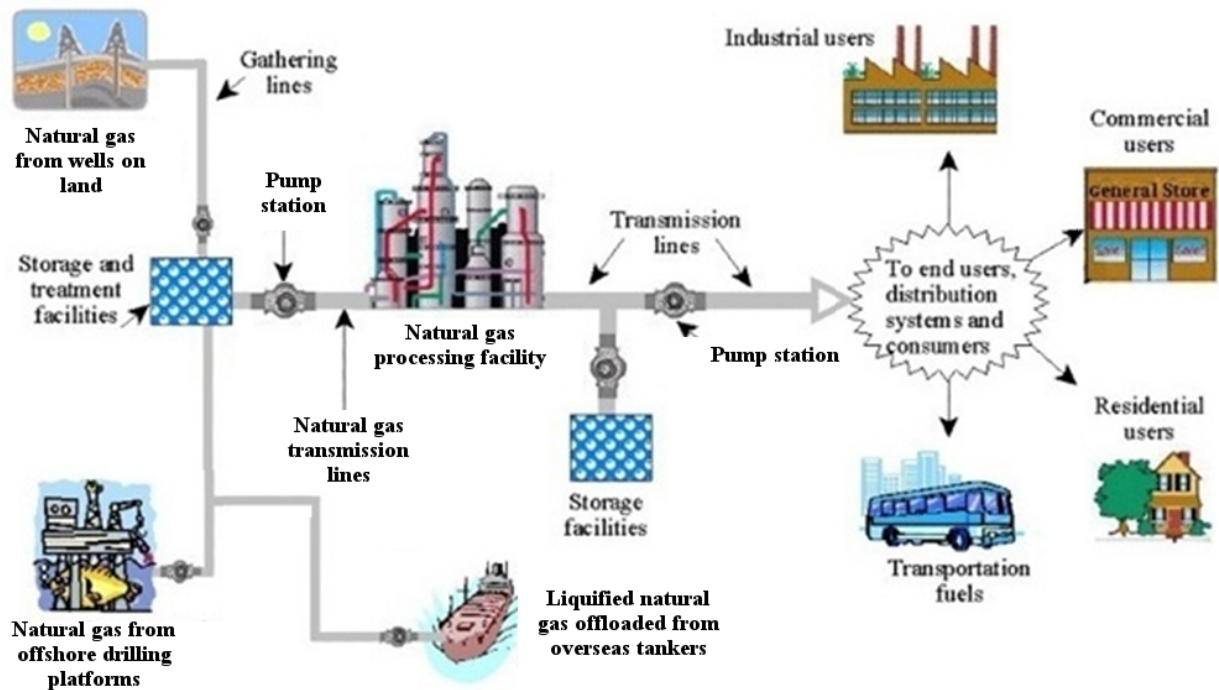 Industrial users
Gathering
lines
Commercial
users
General Store
Natural gas
from wells on
land
Pump
station
Transmission
lines
Storage and
treatment
facilities
To end users,
distribution
systems and
consumers
Natural gas
processing facility
Pump station
Natural gas
transmission
lines
Residential
users
Storage
facilities
Transportation
fuels
Natural gas from
offshore drilling
platforms
Liquified natural
gas offloaded from
overseas tankers